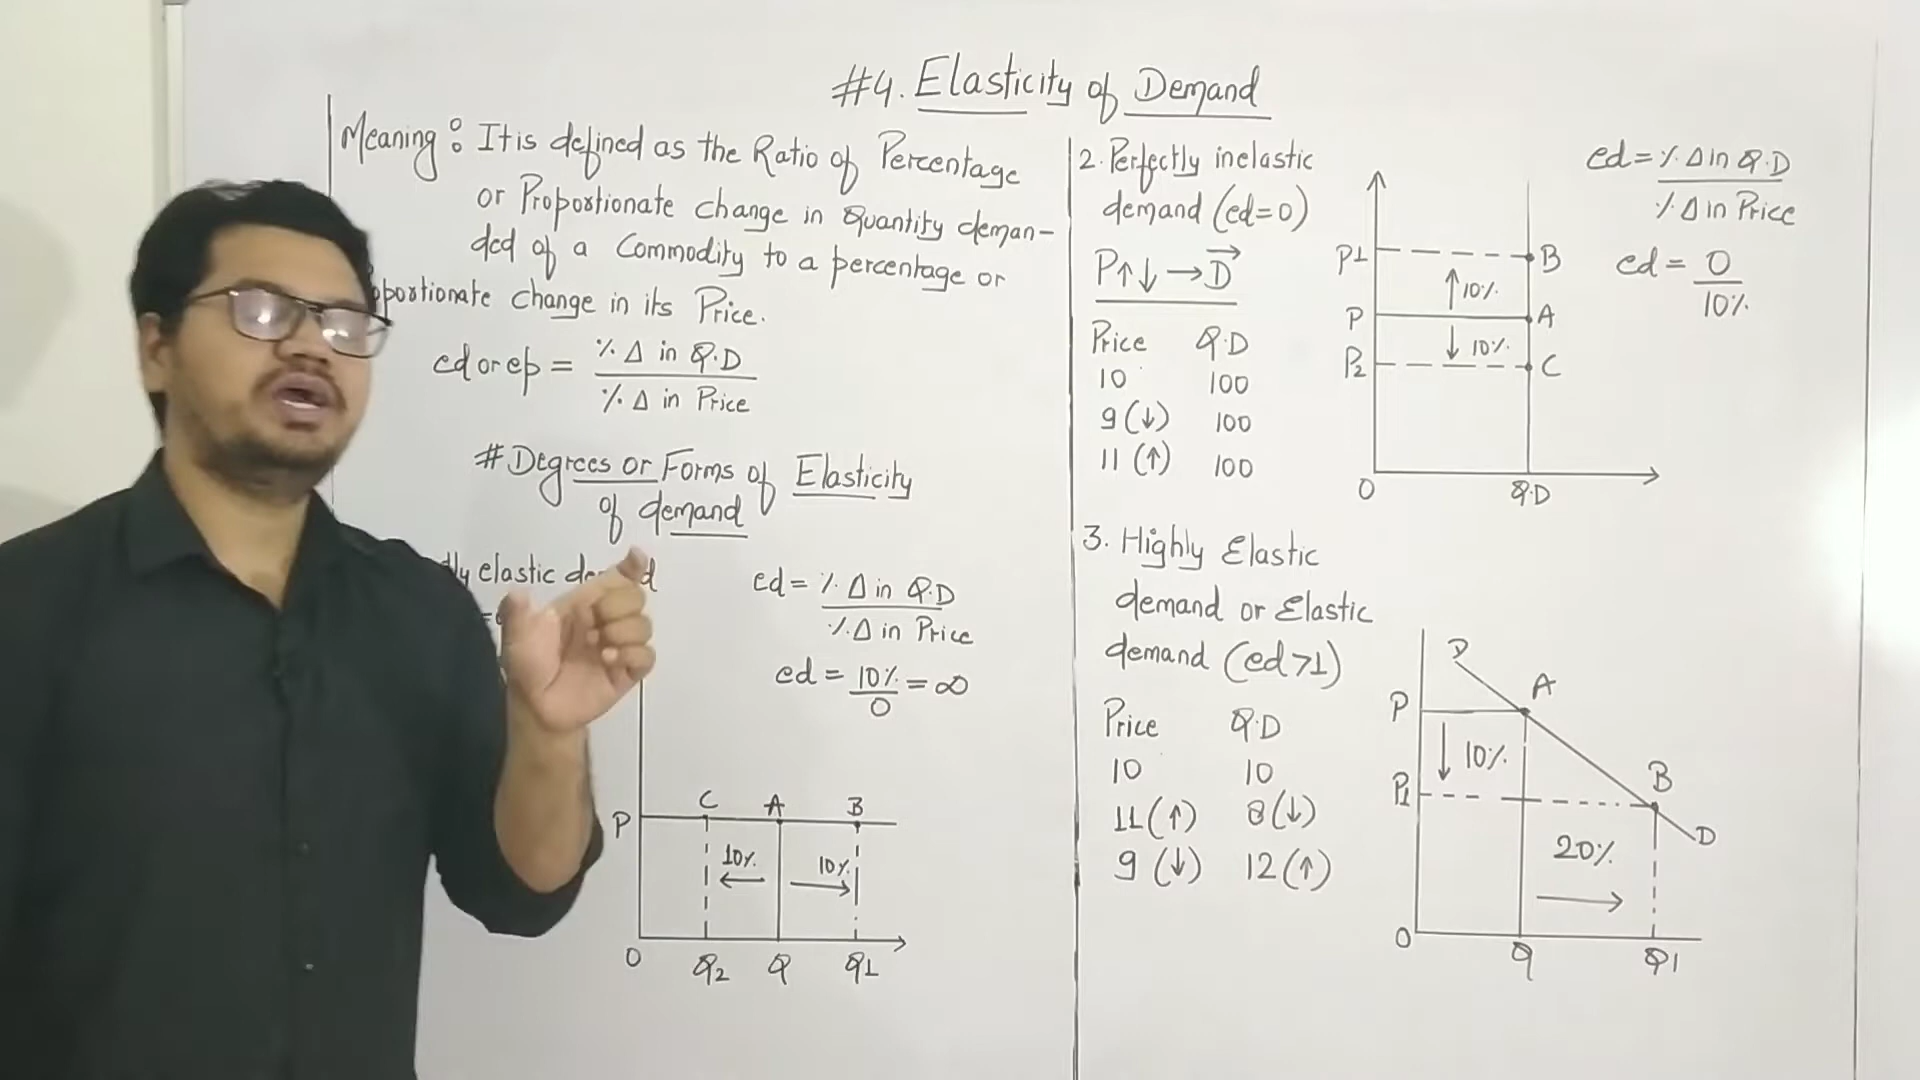 #4. Elasticity of Demand
Meaning : It is defined as the Ratio of Percentage
or Proportionate change in Quantity deman-
ded of a Commodity to a percentage or
oportionate change in its Price.
ed or ep = % Δ in Q.D
% Δ in Price
# Degrees or Forms of Elasticity
of demand
elastic
ed = % Δ in Q.D
% Δ in Price
ed = 10% = ∞
0
C A B
P
10% 10%
0 Q2 Q Q1
2. Perfectly inelastic
demand (ed=0)
P↑↓ → D
Price Q.D
10 100
9 (↓) 100
11 (↑) 100
P1 B
↑ 10%
P A
↓ 10%
P2 C
0 Q.D
ed = % Δ in Q.D
% Δ in Price
ed = 0
10%
3. Highly Elastic
demand or Elastic
demand (ed>1)
Price Q.D
10 10
11 (↑) 8 (↓)
9 (↓) 12 (↑)
D
P A
↓ 10%
P1 B
D
20%
0 Q Q1